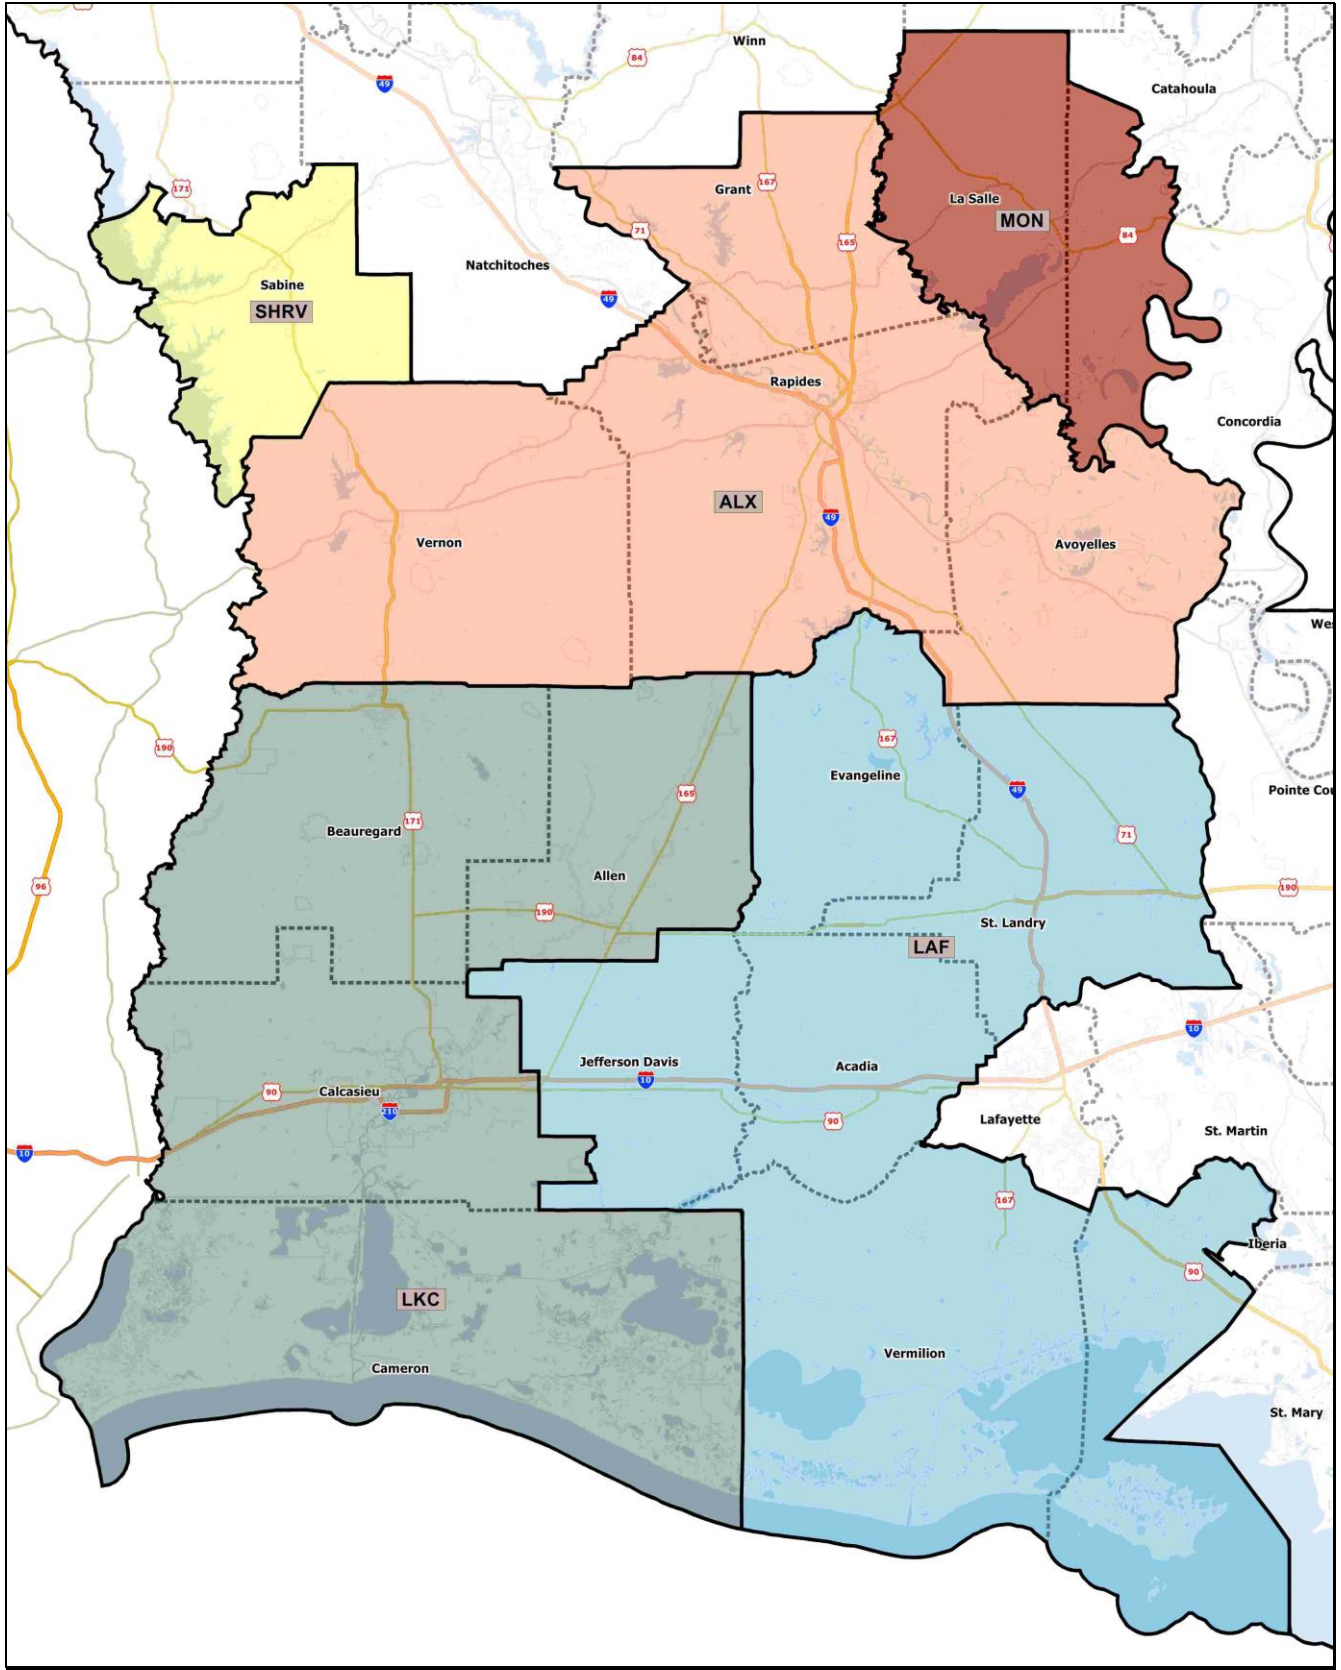 Winn
84
49
Catahoula
171
167
Grant
La Salle
MON
71
84
165
Natchitoches
Sabine
49
SHRV
Rapides
Concordia
ALX
49
Vernon
Avoyelles
190
167
Evangeline
49
165
Pointe Cou
Beauregard
171
71
96
Allen
190
190
St. Landry
LAF
10
Jefferson Davis
Acadia
10
90
Calcasieu
210
90
Lafayette
St. Martin
10
167
Iberia
90
LKC
Vermilion
Cameron
St. Mary